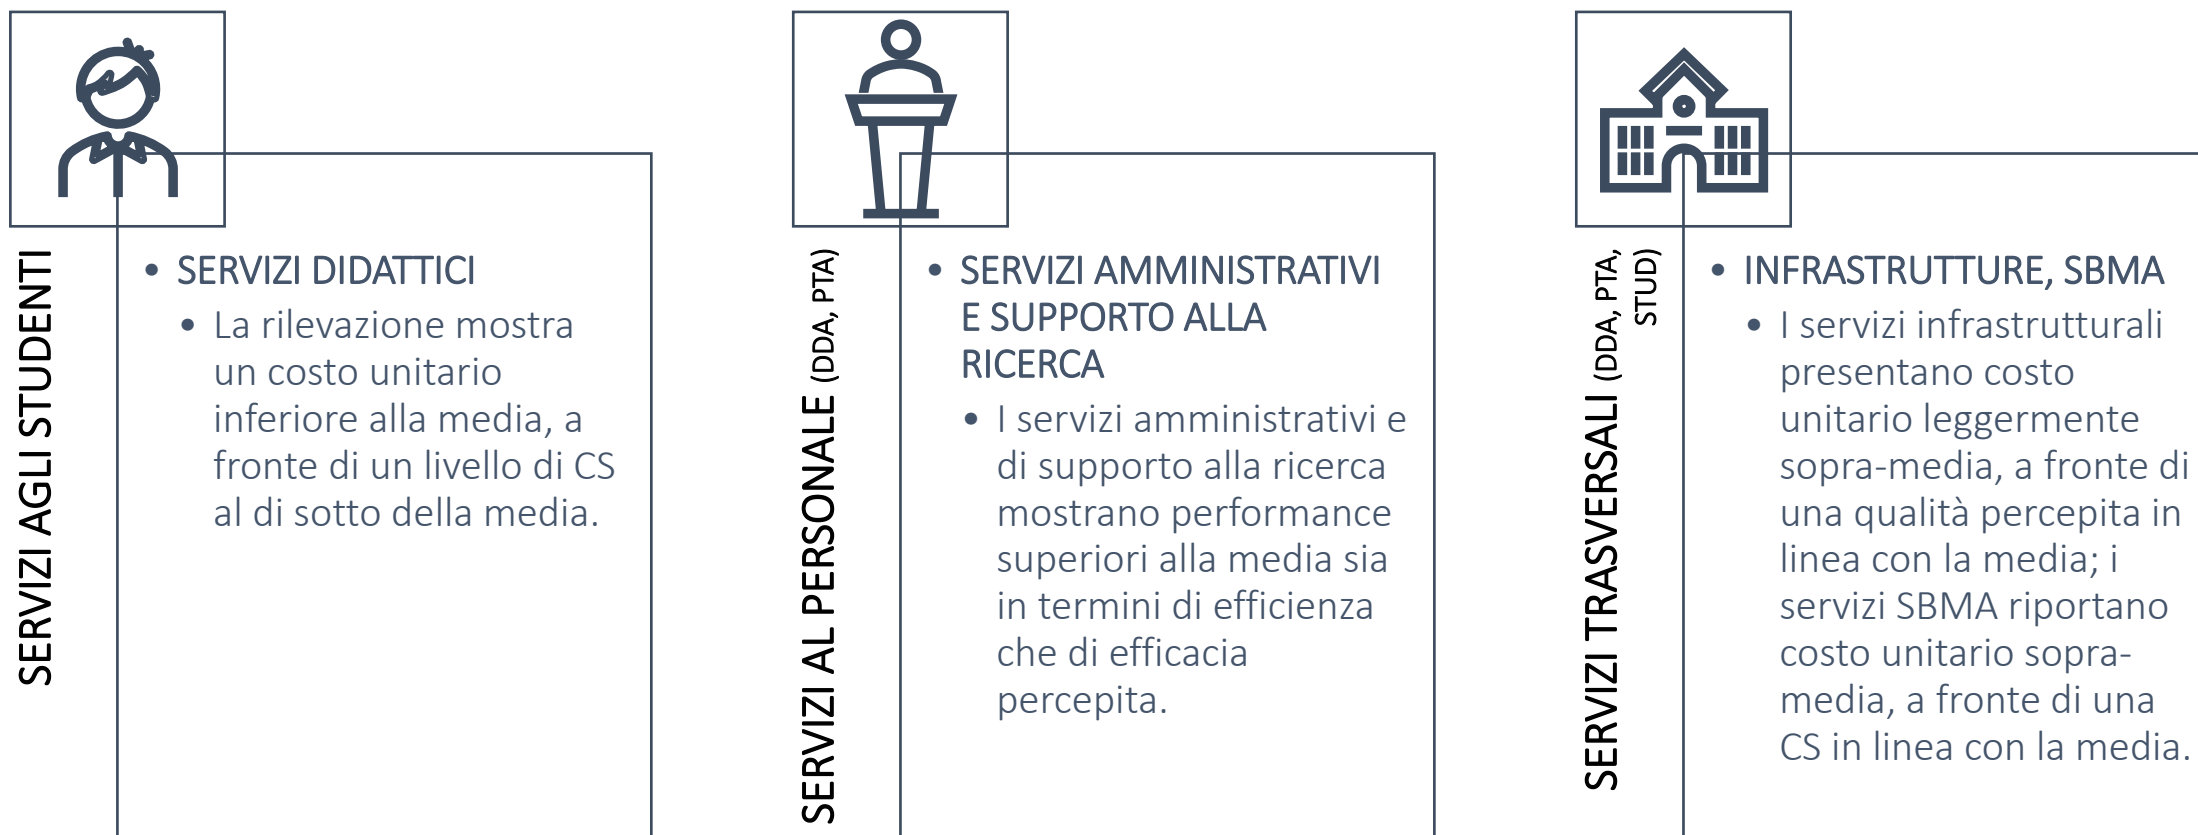 SERVIZI AGLI STUDENTI
• SERVIZI DIDATTICI
• La rilevazione mostra
un costo unitario
inferiore alla media, a
fronte di un livello di CS
al di sotto della media.
SERVIZI AL PERSONALE (DDA, PTA)
• SERVIZI AMMINISTRATIVI
E SUPPORTO ALLA
RICERCA
• I servizi amministrativi e
di supporto alla ricerca
mostrano performance
superiori alla media sia
in termini di efficienza
che di efficacia
percepita.
SERVIZI TRASVERSALI (DDA, PTA,
STUD)
• INFRASTRUTTURE, SBMA
• I servizi infrastrutturali
presentano costo
unitario leggermente
sopra-media, a fronte di
una qualità percepita in
linea con la media; i
servizi SBMA riportano
costo unitario sopra-
media, a fronte di una
CS in linea con la media.